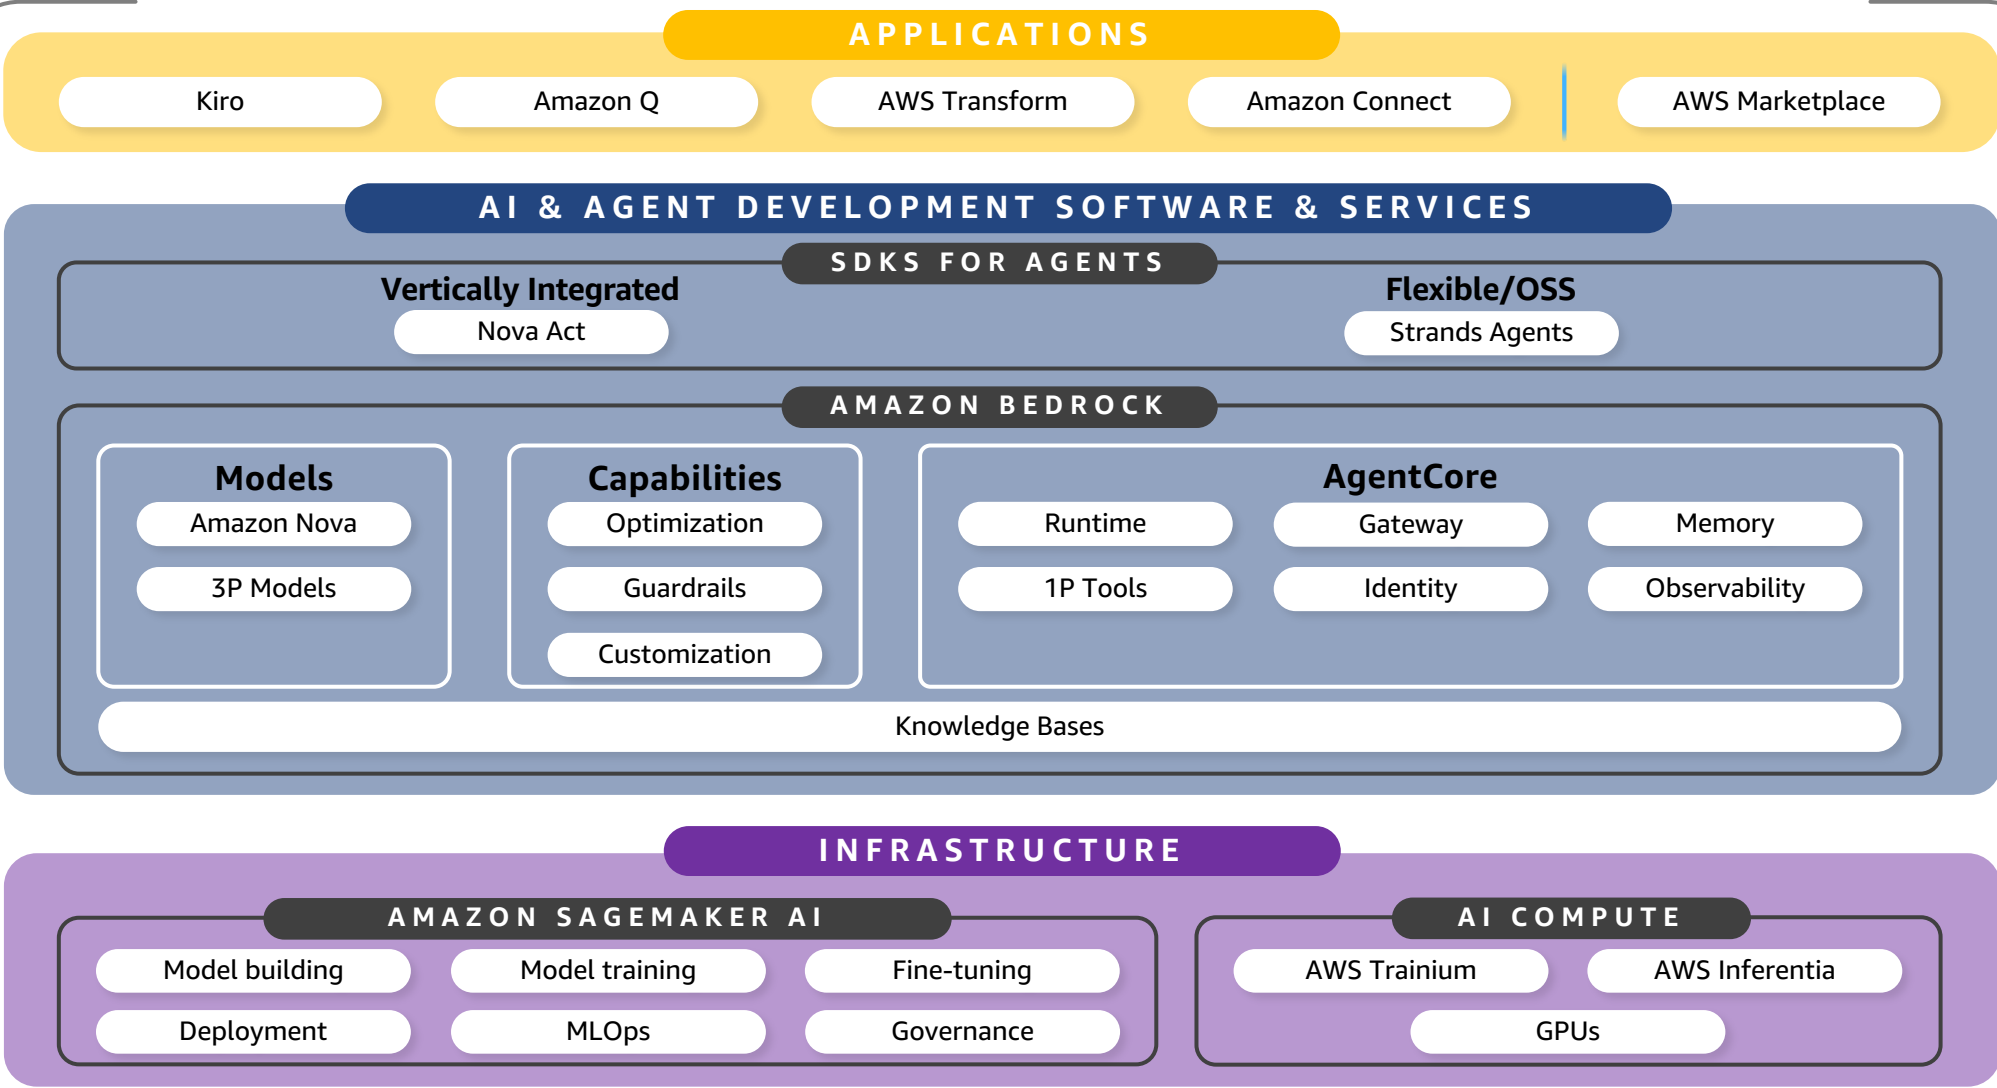 APPLICATIONS
Kiro
Amazon Q
AWS Transform
Amazon Connect
AWS Marketplace
AI & AGENT DEVELOPMENT SOFTWARE & SERVICES
SDKS FOR AGENTS
Vertically Integrated
Nova Act
Flexible/OSS
Strands Agents
AMAZON BEDROCK
Models
Amazon Nova
3P Models
Capabilities
Optimization
Guardrails
Customization
AgentCore
Runtime
Gateway
Memory
1P Tools
Identity
Observability
Knowledge Bases
INFRASTRUCTURE
AMAZON SAGEMAKER AI
Model building
Model training
Fine-tuning
Deployment
MLOps
Governance
AI COMPUTE
AWS Trainium
AWS Inferentia
GPUs